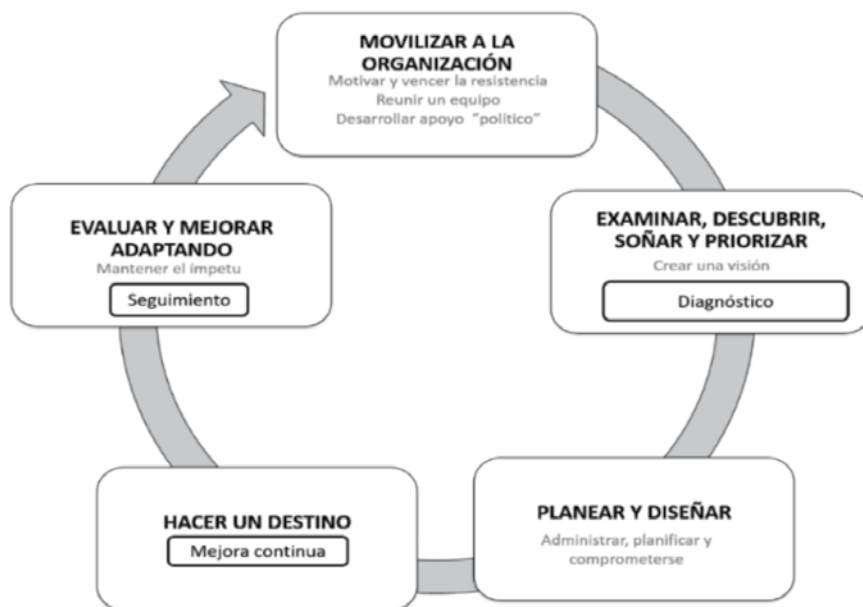 MOVILIZAR A LA
ORGANIZACIÓN
Motivar y vencer la resistencia
Reunir un equipo
Desarrollar apoyo “político”
EXAMINAR, DESCUBRIR,
SOÑAR Y PRIORIZAR
Crear una visión
Diagnóstico
PLANEAR Y DISEÑAR
Administrar, planificar y
comprometerse
HACER UN DESTINO
Mejora continua
EVALUAR Y MEJORAR
ADAPTANDO
Mantener el ímpetu
Seguimiento